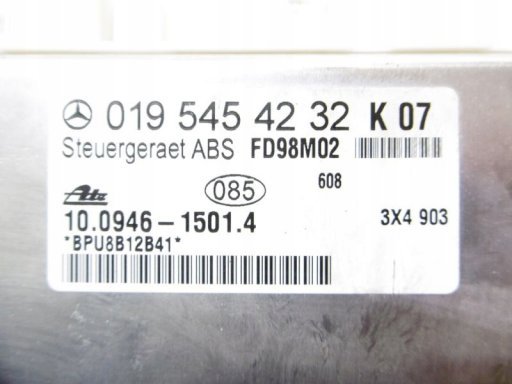 019 545 42 32 K 07
Steuergeraet ABS FD98M02
Ate 085 608
10.0946-1501.4 3X4 903
*BPU8B12B41*